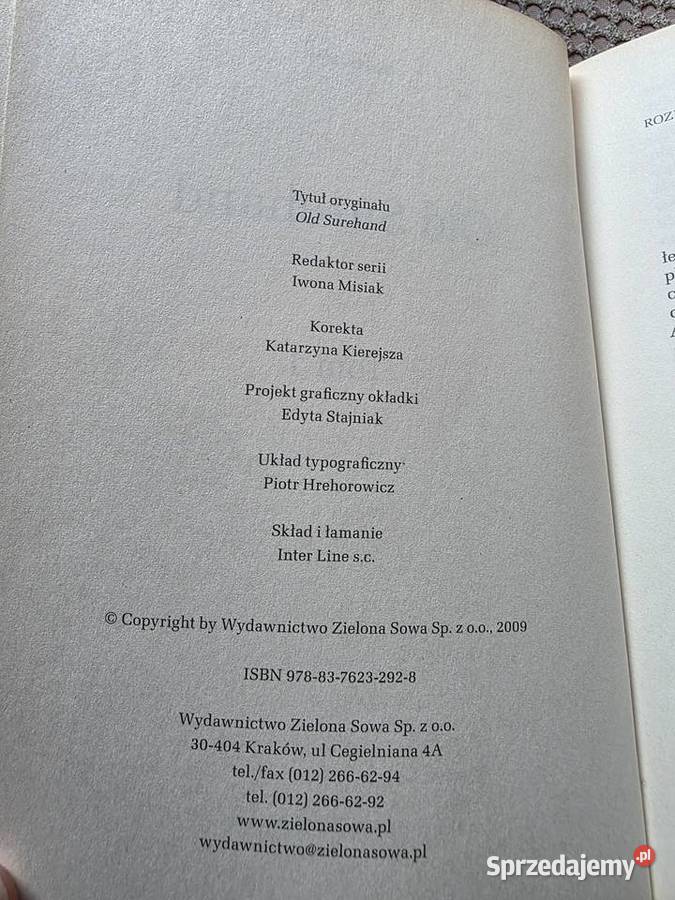 Tytuł oryginału
Old Surehand
Redaktor serii
Iwona Misiak
Korekta
Katarzyna Kierejsza
Projekt graficzny okładki
Edyta Stajniak
Układ typograficzny
Piotr Hrehorowicz
Skład i łamanie
Inter Line s.c.
© Copyright by Wydawnictwo Zielona Sowa Sp. z o.o., 2009
ISBN 978-83-7623-292-8
Wydawnictwo Zielona Sowa Sp. z o.o.
30-404 Kraków, ul Cegielniana 4A
tel./fax (012) 266-62-94
tel. (012) 266-62-92
www.zielonasowa.pl
wydawnictwo@zielonasowa.pl
ROZ
łe
p
Sprzedajemy.pl